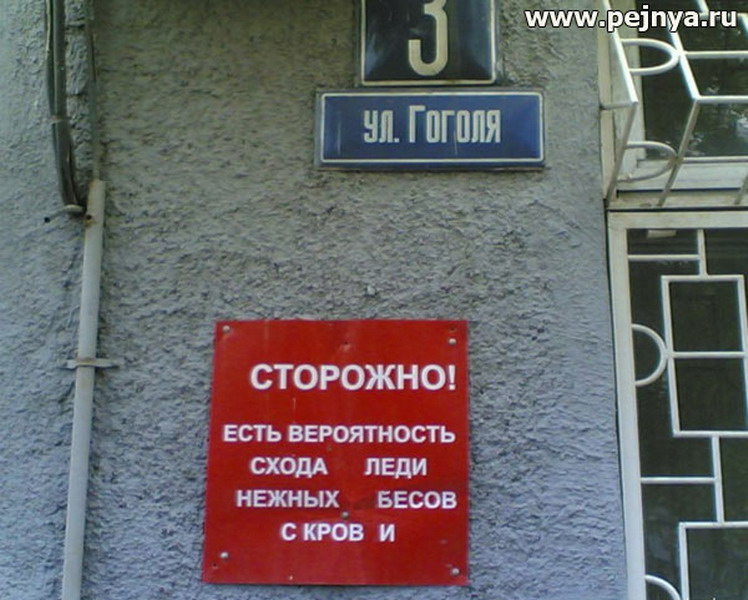 www.pejnya.ru
3
ул. Гоголя
СТОРОЖНО!
ЕСТЬ ВЕРОЯТНОСТЬ
СХОДА ЛЕДИ
НЕЖНЫХ БЕСОВ
С КРОВ И